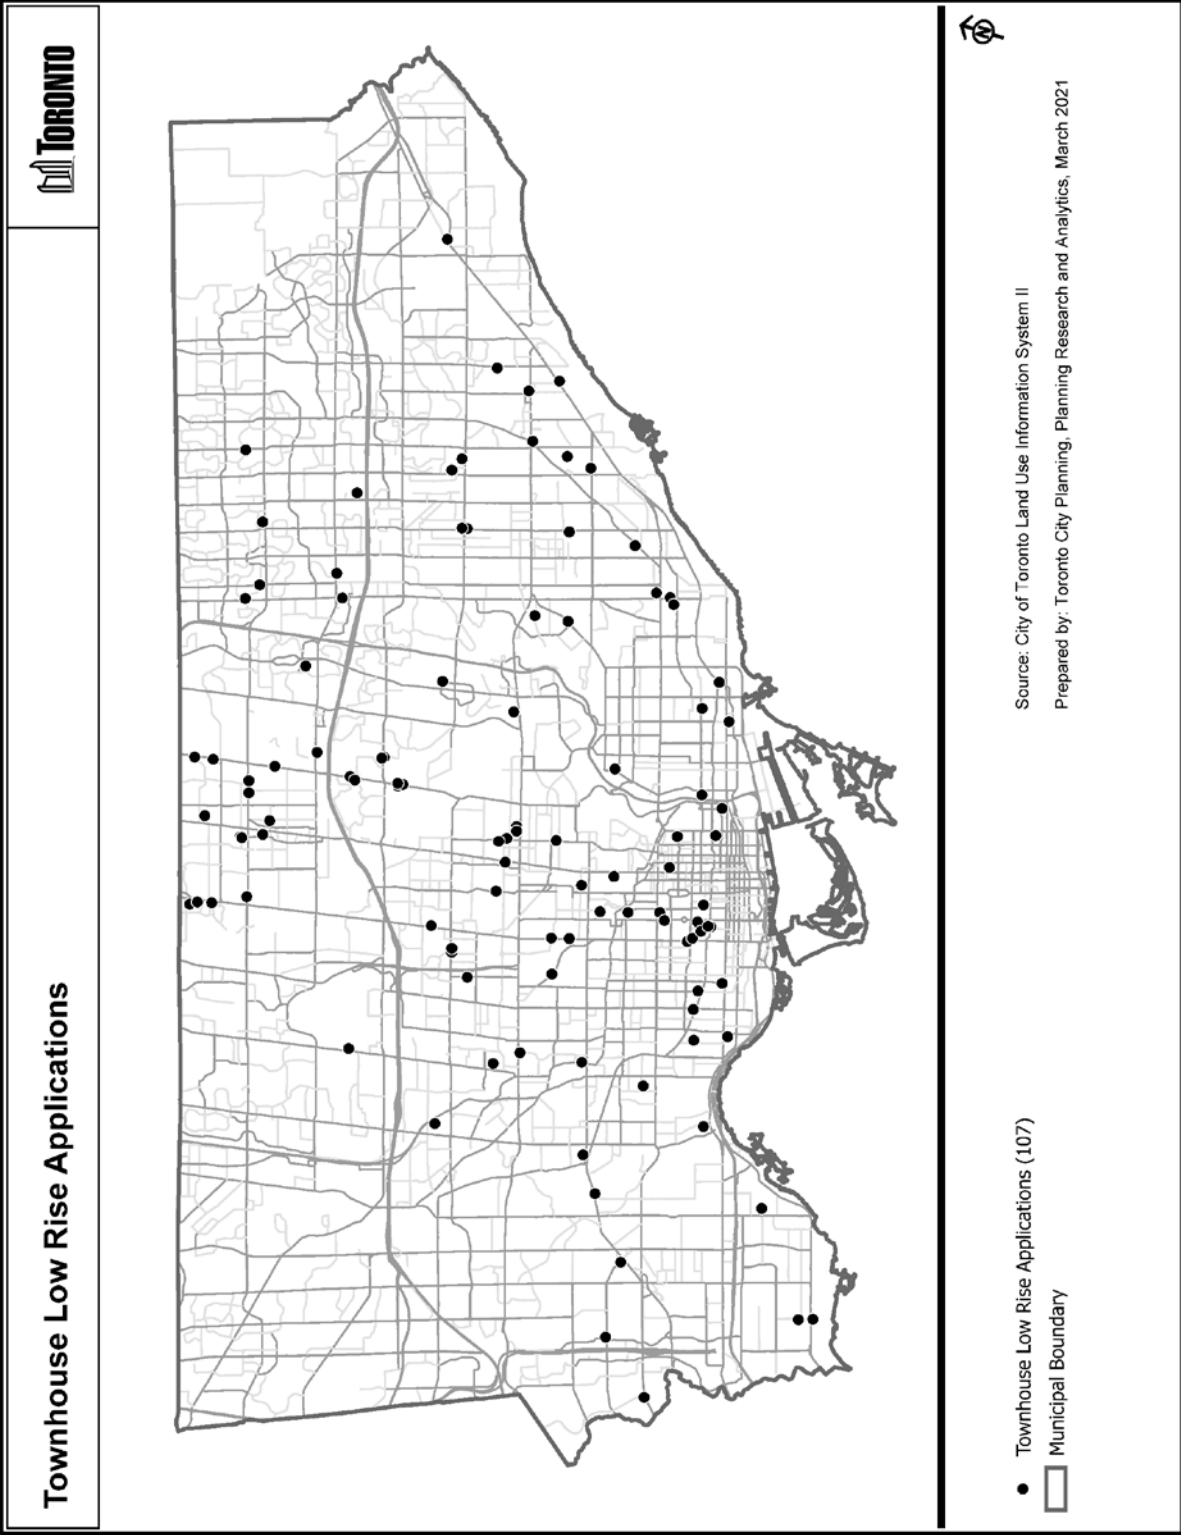 Townhouse Low Rise Applications
TORONTO
Townhouse Low Rise Applications (107)
Municipal Boundary
Source: City of Toronto Land Use Information System II
Prepared by: Toronto City Planning, Planning Research and Analytics, March 2021
N